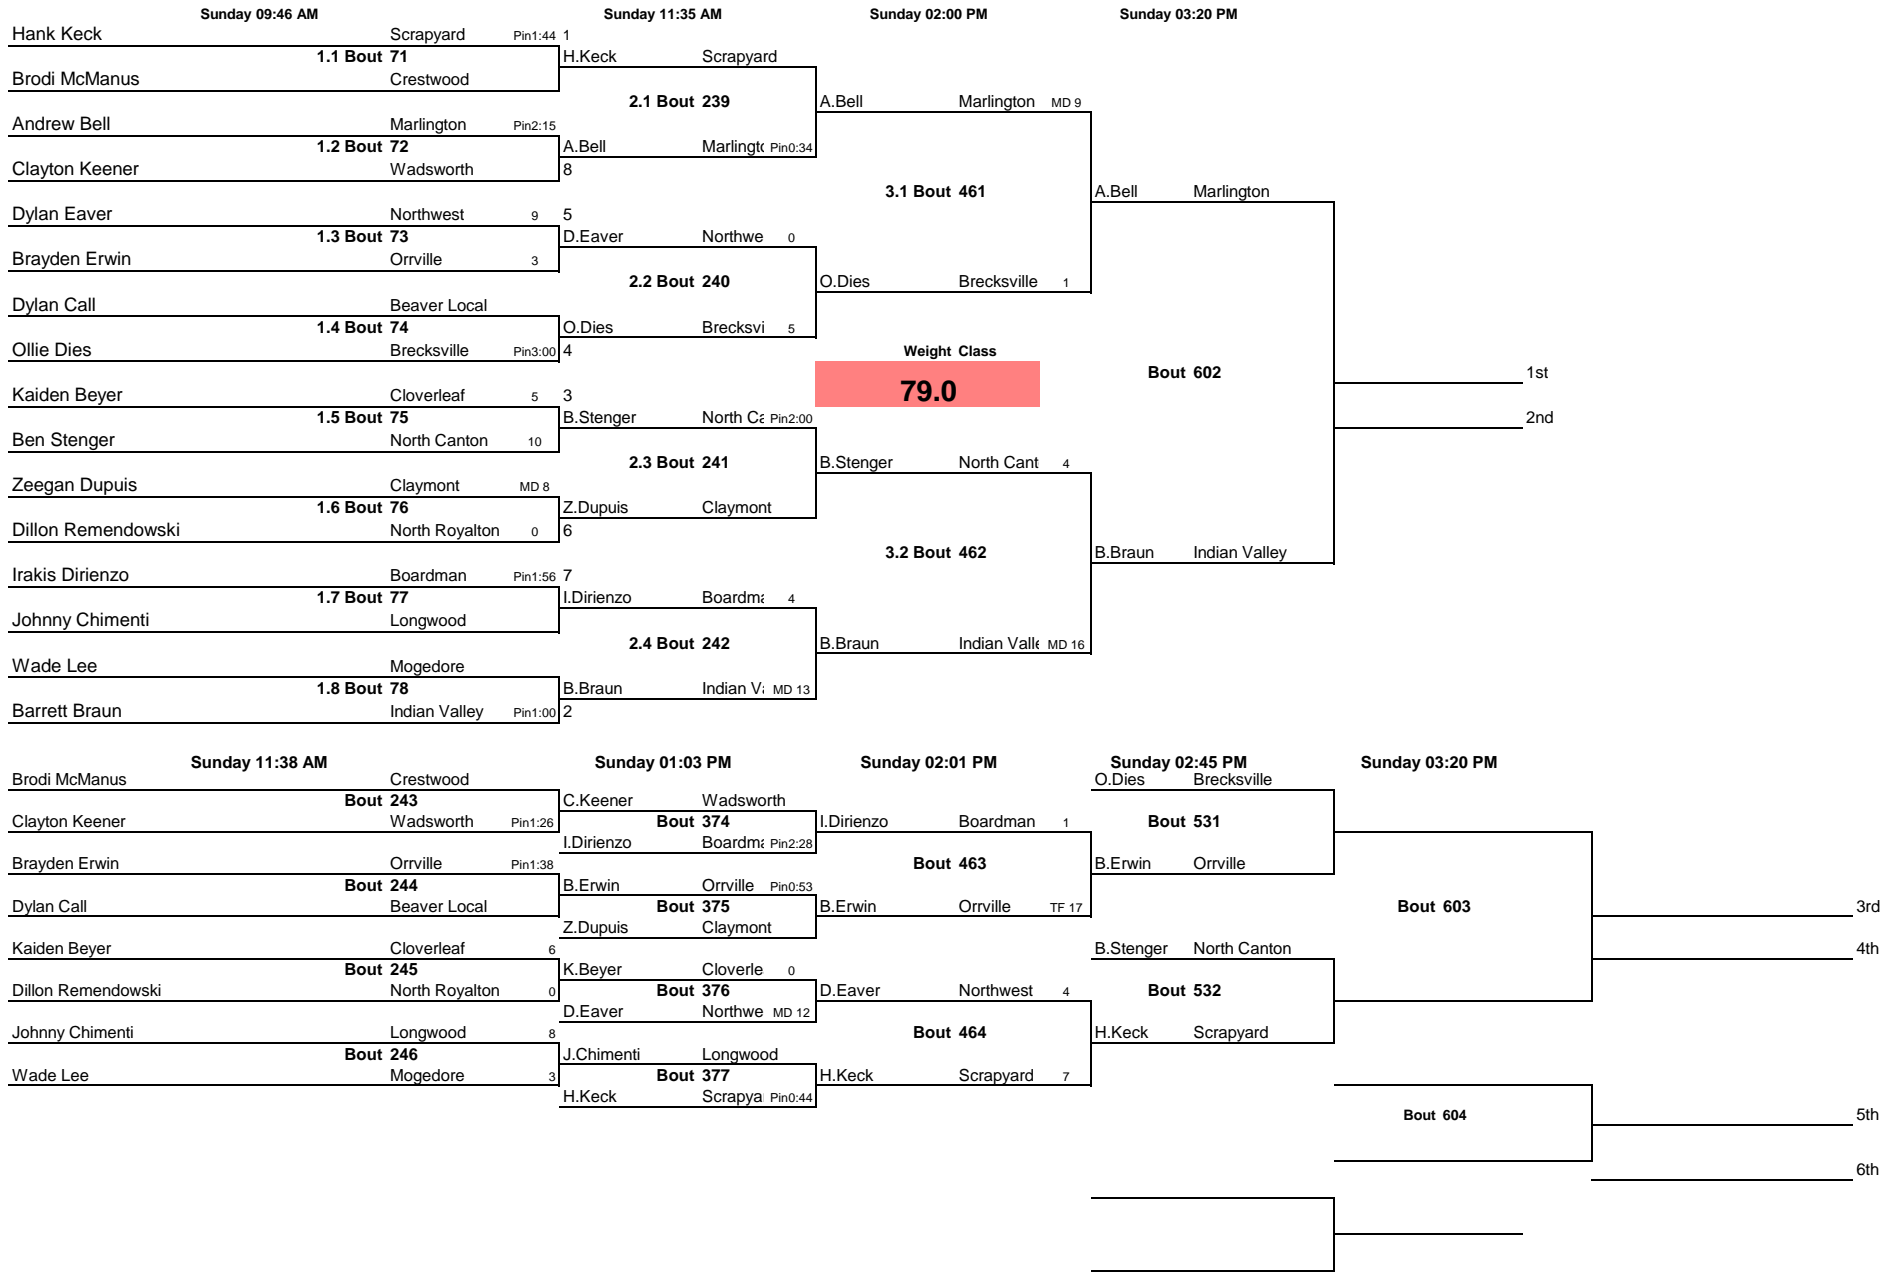 Sunday 09:46 AM Sunday 11:35 AM Sunday 02:00 PM Sunday 03:20 PM
Hank Keck Scrapyard Pin1:44 1
1.1 Bout 71 H.Keck Scrapyard
Brodi McManus Crestwood
2.1 Bout 239 A.Bell Marlington MD 9
Andrew Bell Marlington Pin2:15
1.2 Bout 72 A.Bell Marlingt Pin0:34
Clayton Keener Wadsworth 8
3.1 Bout 461 A.Bell Marlington
Dylan Eaver Northwest 9 5
1.3 Bout 73 D.Eaver Northwe 0
Brayden Erwin Orrville 3
2.2 Bout 240 O.Dies Brecksville 1
Dylan Call Beaver Local
1.4 Bout 74 O.Dies Brecksvi 5
Ollie Dies Brecksville Pin3:00 4 Weight Class
Bout 602 1st
Kaiden Beyer Cloverleaf 5 3 79.0
1.5 Bout 75 B.Stenger North Ca Pin2:00 2nd
Ben Stenger North Canton 10
2.3 Bout 241 B.Stenger North Cant 4
Zeegan Dupuis Claymont MD 8
1.6 Bout 76 Z.Dupuis Claymont
Dillon Remendowski North Royalton 0 6
3.2 Bout 462 B.Braun Indian Valley
Irakis Dirienzo Boardman Pin1:56 7
1.7 Bout 77 I.Dirienzo Boardma 4
Johnny Chimenti Longwood
2.4 Bout 242 B.Braun Indian Valle MD 16
Wade Lee Mogedore
1.8 Bout 78 B.Braun Indian Va MD 13
Barrett Braun Indian Valley Pin1:00 2
Sunday 11:38 AM Sunday 01:03 PM Sunday 02:01 PM Sunday 02:45 PM Sunday 03:20 PM
Brodi McManus Crestwood O.Dies Brecksville
Bout 243 C.Keener Wadsworth
Clayton Keener Wadsworth Pin1:26 Bout 374 I.Dirienzo Boardman 1 Bout 531
I.Dirienzo Boardma Pin2:28
Brayden Erwin Orrville Pin1:38 Bout 463 B.Erwin Orrville
Bout 244 B.Erwin Orrville Pin0:53
Dylan Call Beaver Local Bout 375 B.Erwin Orrville TF 17 Bout 603 3rd
Z.Dupuis Claymont
Kaiden Beyer Cloverleaf 6 B.Stenger North Canton 4th
Bout 245 K.Beyer Cloverle 0
Dillon Remendowski North Royalton 0 Bout 376 D.Eaver Northwest 4 Bout 532
D.Eaver Northwe MD 12
Johnny Chimenti Longwood 8 Bout 464 H.Keck Scrapyard
Bout 246 J.Chimenti Longwood
Wade Lee Mogedore 3 Bout 377 H.Keck Scrapyard 7
H.Keck Scrapya Pin0:44
Bout 604 5th
6th